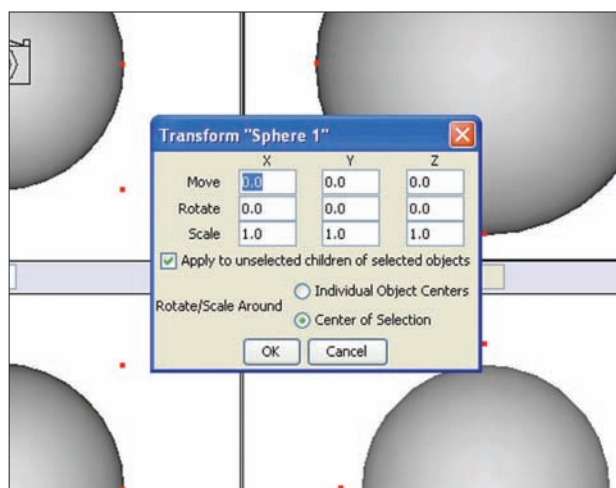 Transform "Sphere 1"
X Y Z
Move 0.0 0.0 0.0
Rotate 0.0 0.0 0.0
Scale 1.0 1.0 1.0
Apply to unselected children of selected objects
Individual Object Centers
Rotate/Scale Around
Center of Selection
OK Cancel